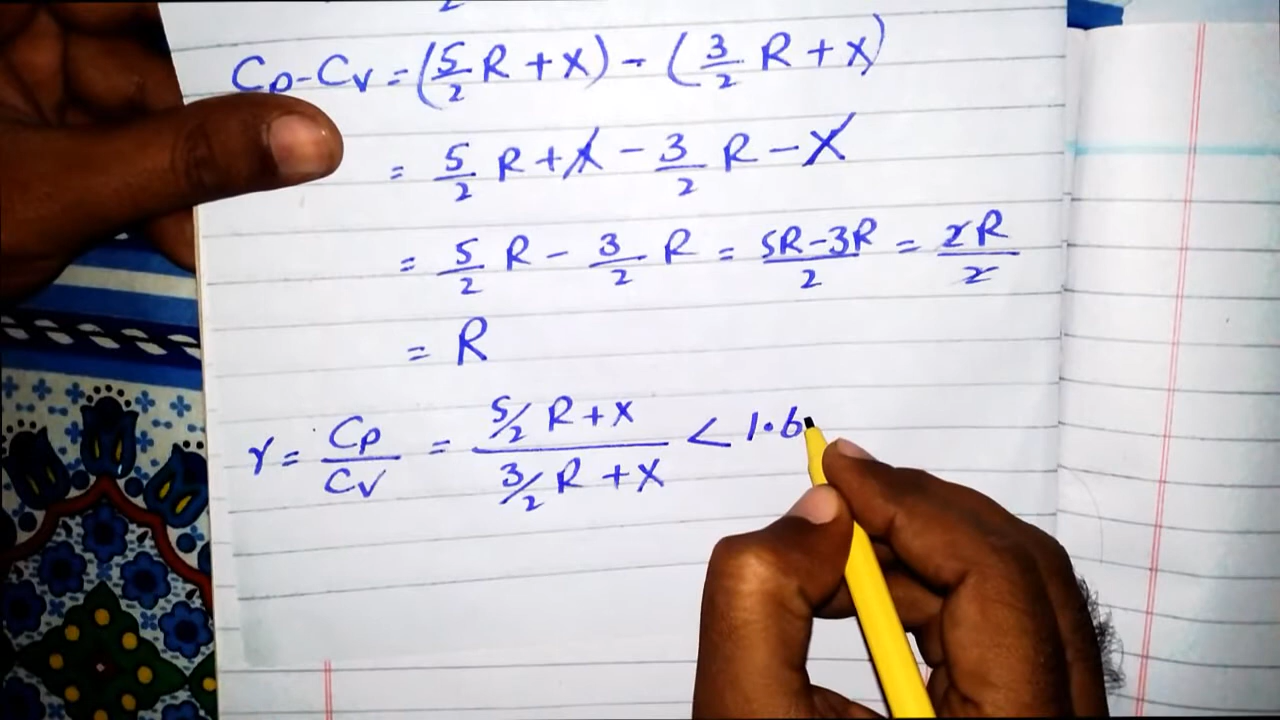 Cp-Cv = (5/2 R + X) - (3/2 R + X)
= 5/2 R + X - 3/2 R - X
= 5/2 R - 3/2 R = 5R-3R/2 = 2R/2
= R
γ = Cp/Cv = 5/2 R + X / 3/2 R + X < 1.6